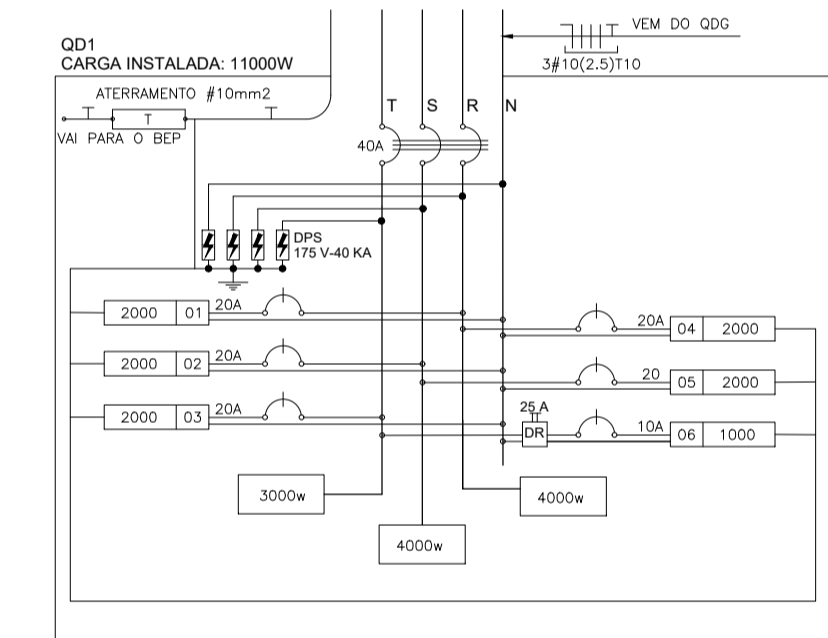 VEM DO QDG
3#10(2.5)T10
QD1
CARGA INSTALADA: 11000W
ATERRAMENTO #10mm2
T
VAI PARA O BEP
T S R N
40A
DPS
175 V-40 KA
2000 01 20A
20A 04 2000
2000 02 20A
20 05 2000
2000 03 20A
25 A
DR
10A 06 1000
3000w
4000w
4000w